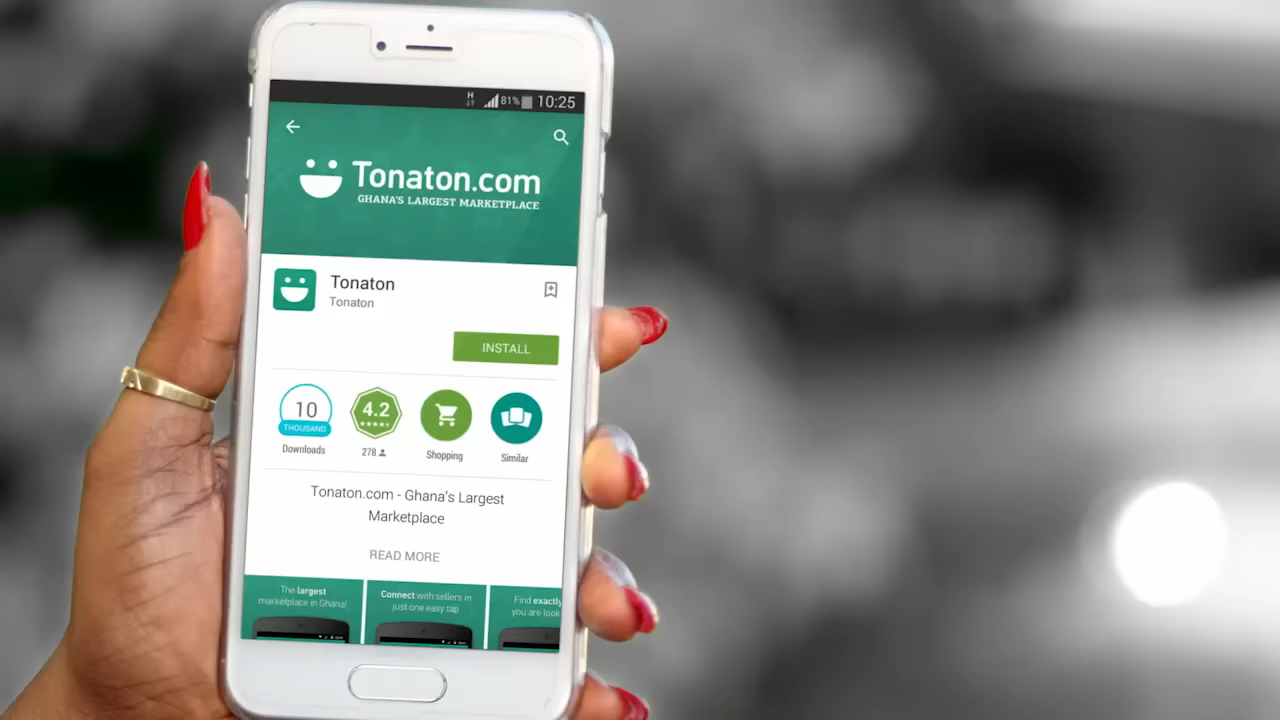 H
81% 10:25
Tonaton.com
GHANA'S LARGEST MARKETPLACE
Tonaton
Tonaton
INSTALL
10
THOUSAND
Downloads
4.2
278
Shopping
Similar
Tonaton.com - Ghana's Largest
Marketplace
READ MORE
The largest
marketplace in Ghana!
Connect with sellers in
just one easy tap
Find exactly
you are look